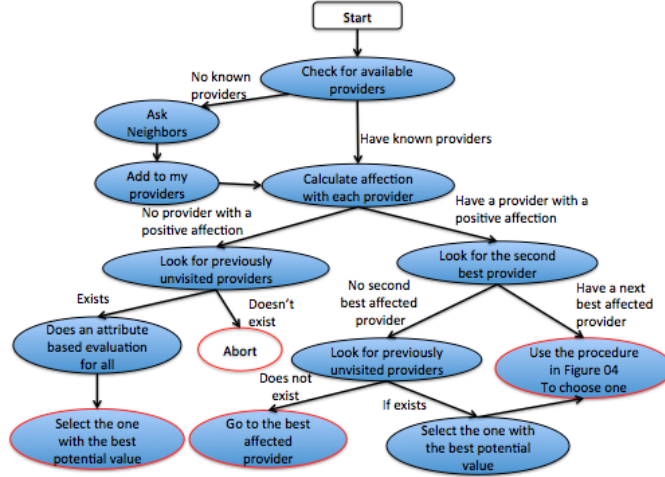 Start
Check for available
providers
No known
providers
Ask
Neighbors
Have known providers
Add to my
providers
Calculate affection
with each provider
No provider with a
positive affection
Have a provider with a
positive affection
Look for previously
unvisited providers
Look for the second
best provider
Exists
Doesn't
exist
No second
best affected
provider
Have a next
best affected
provider
Does an attribute
based evaluation
for all
Abort
Look for previously
unvisited providers
Use the procedure
in Figure 04
To choose one
Does not
exist
If exists
Select the one
with the best
potential value
Go to the best
affected
provider
Select the one with
the best potential
value